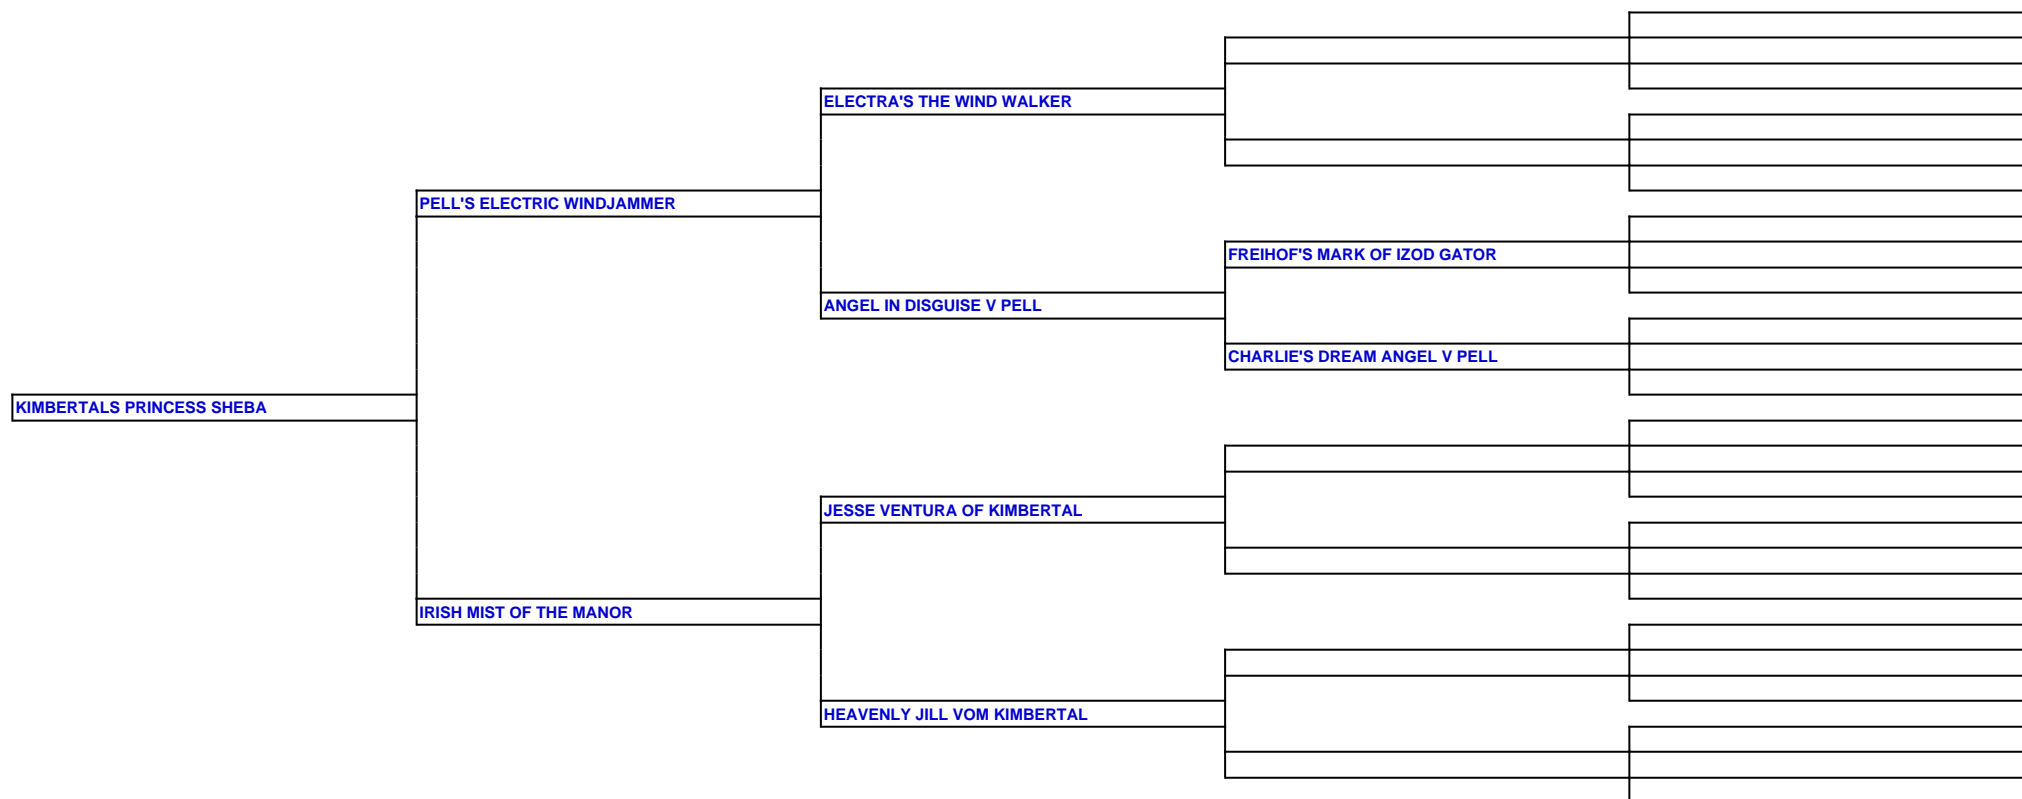 ELECTRA'S THE WIND WALKER
PELL'S ELECTRIC WINDJAMMER
FREIHOF'S MARK OF IZOD GATOR
ANGEL IN DISGUISE V PELL
CHARLIE'S DREAM ANGEL V PELL
KIMBERTALS PRINCESS SHEBA
JESSE VENTURA OF KIMBERTAL
IRISH MIST OF THE MANOR
HEAVENLY JILL VOM KIMBERTAL